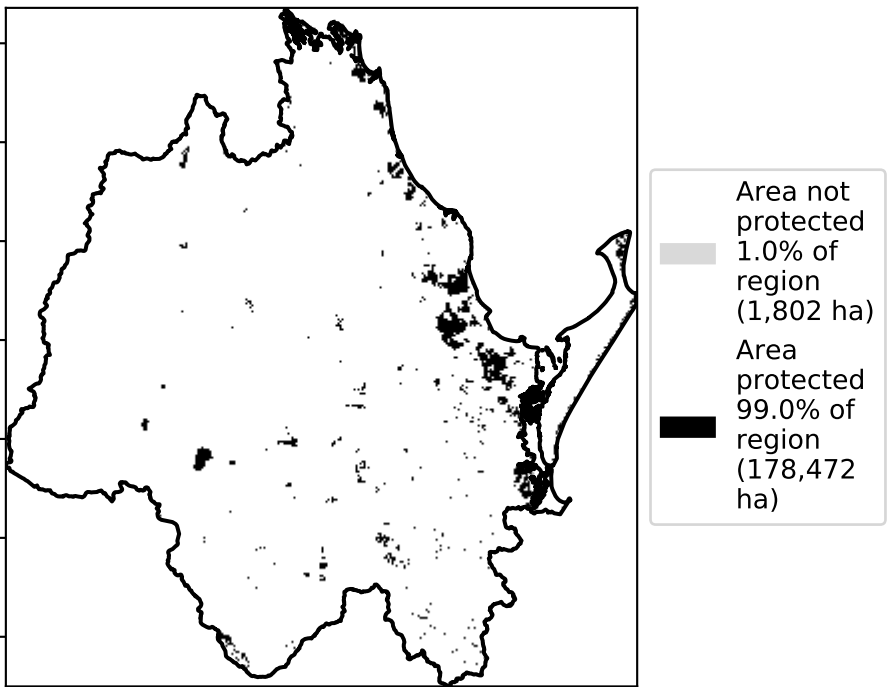 Area not
protected
1.0% of
region
(1,802 ha)
Area
protected
99.0% of
region
(178,472
ha)